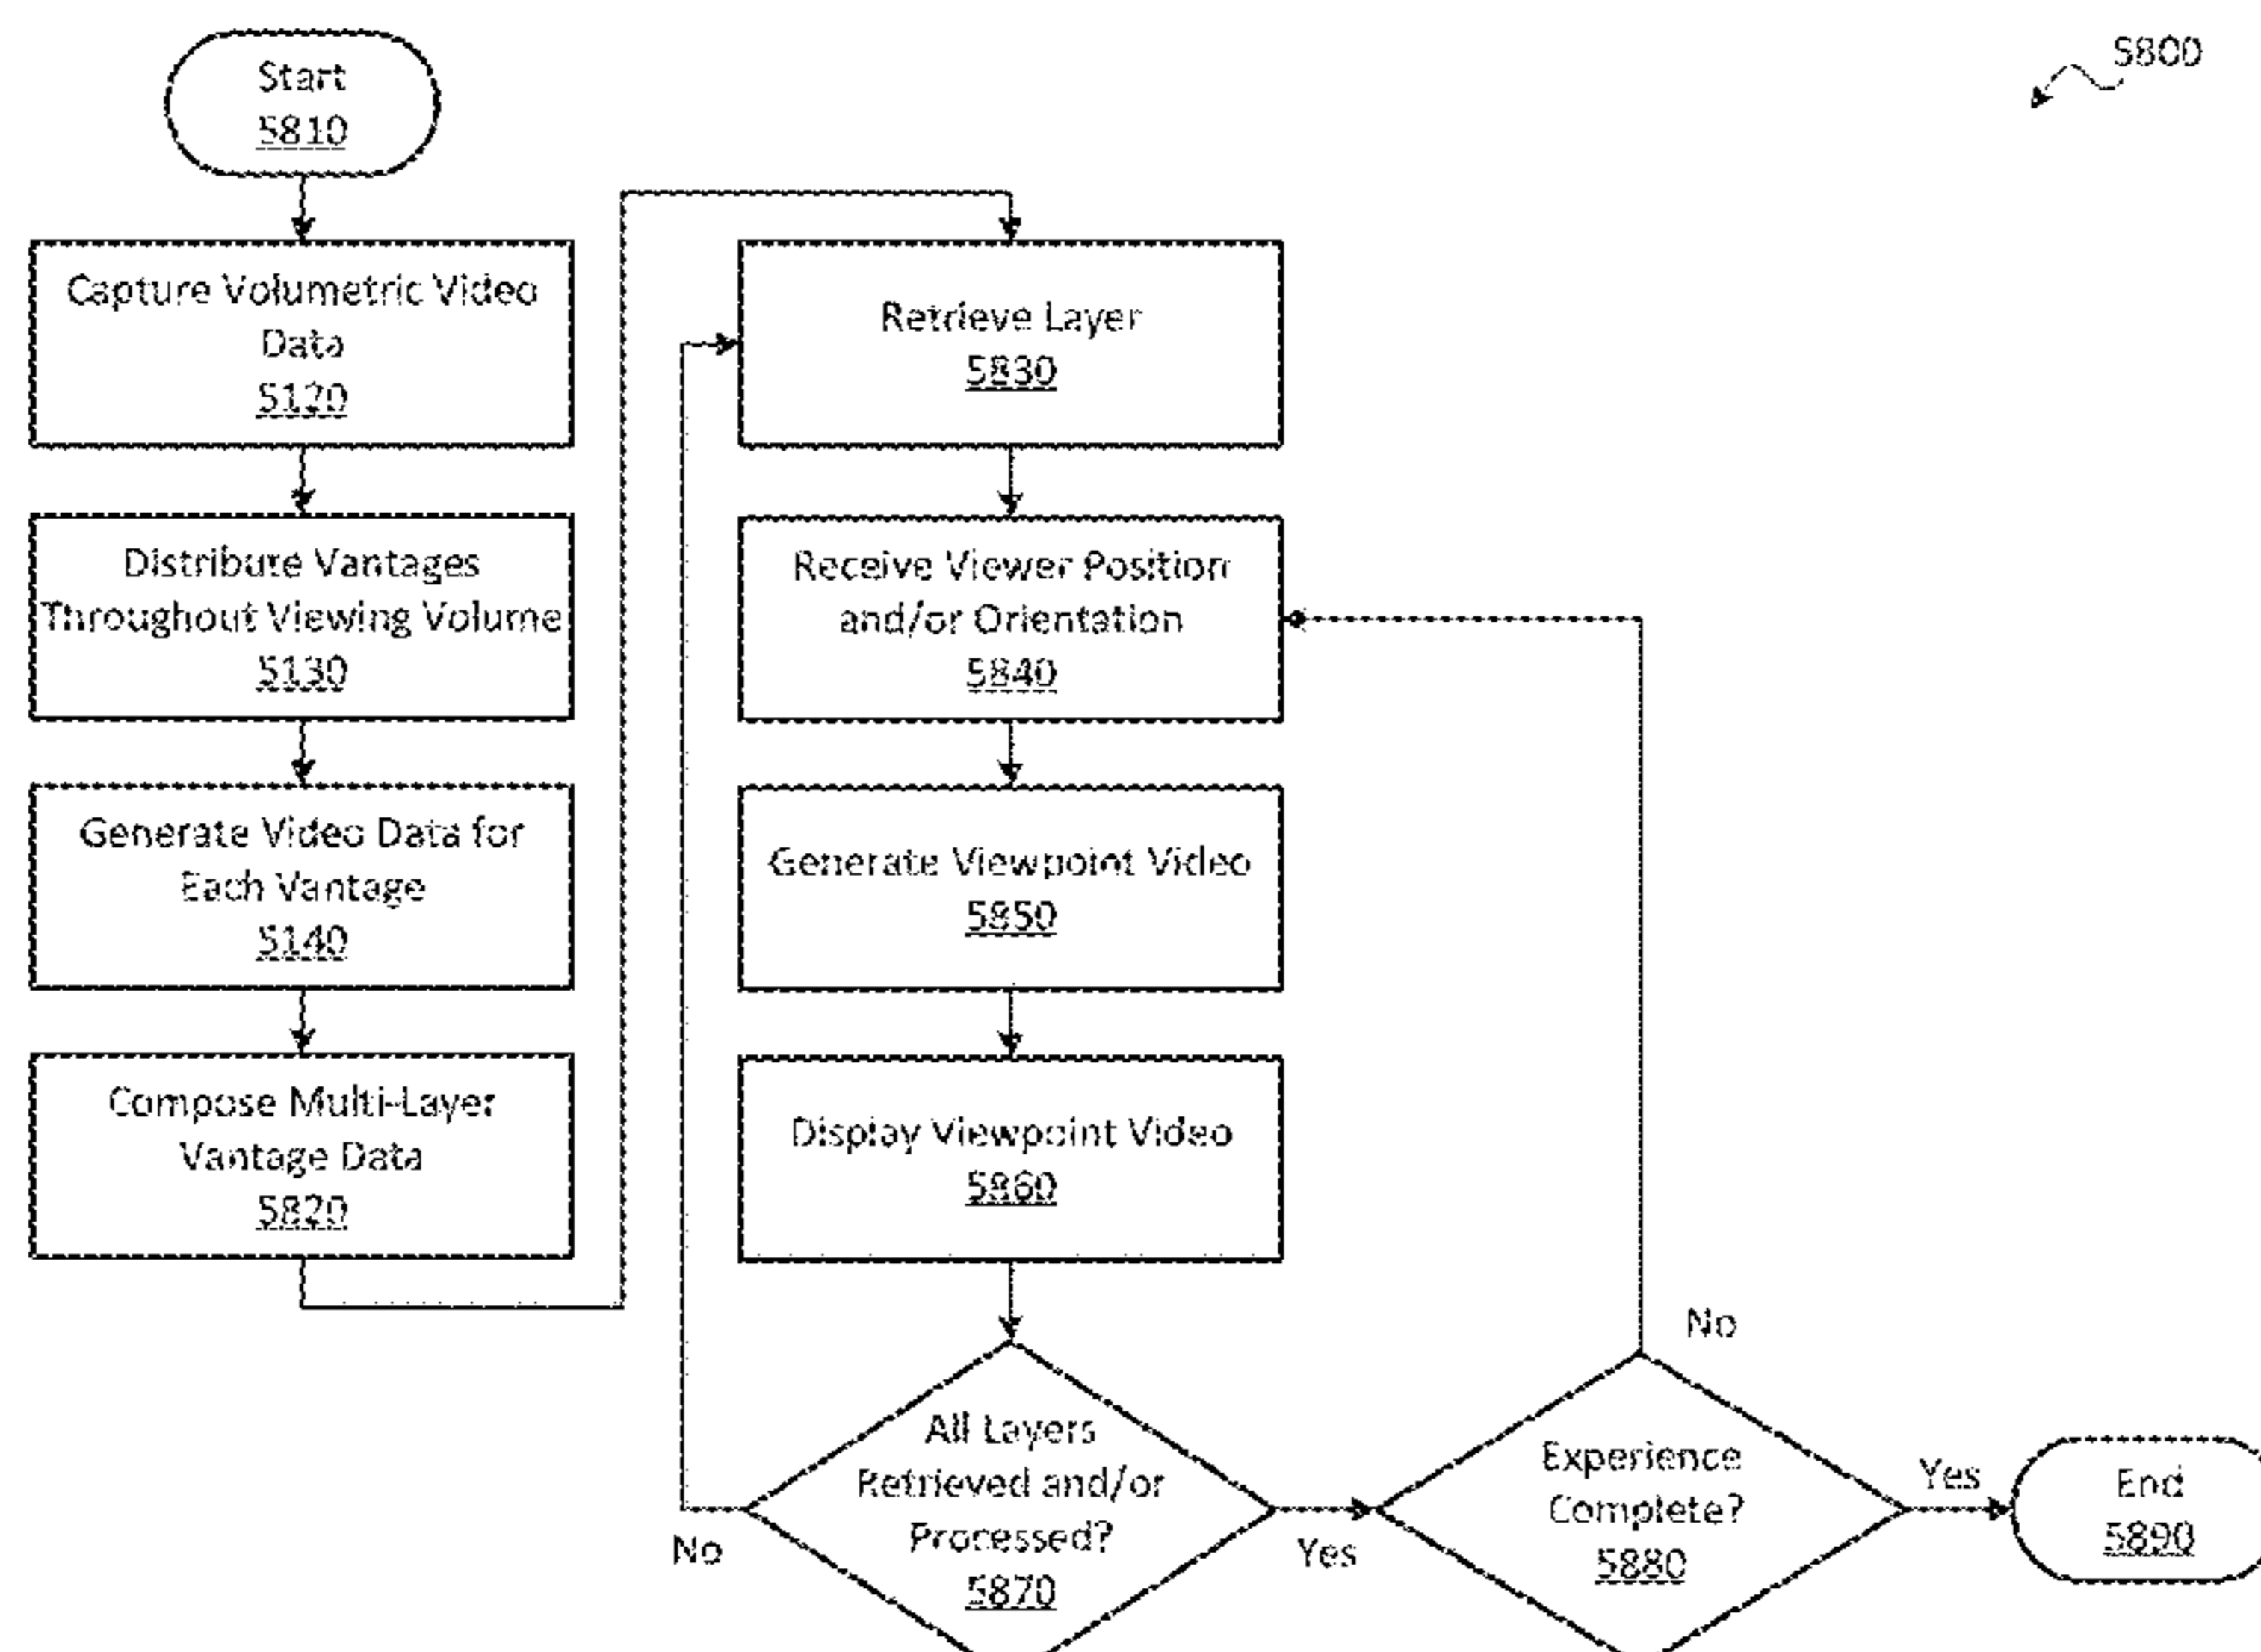 5800
Start
5810
Capture Volumetric Video
Data
5120
Distribute Vantages
Throughout Viewing Volume
5130
Generate Video Data for
Each Vantage
5140
Compose Multi-Layer
Vantage Data
5820
Retrieve Layer
5830
Receive Viewer Position
and/or Orientation
5840
Generate Viewpoint Video
5850
Display Viewpoint Video
5860
All Layers
Retrieved and/or
Processed?
5870
No
Yes
Experience
Complete?
5880
No
Yes
End
5890